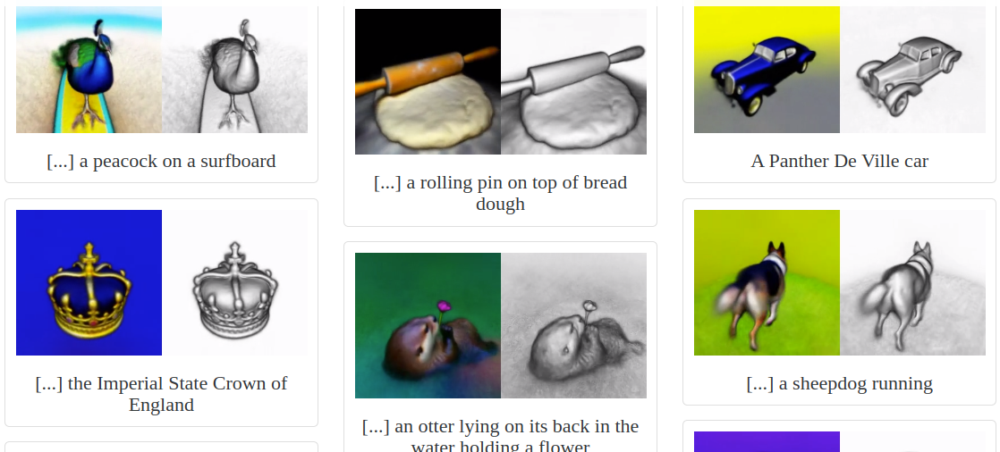 [...] a peacock on a surfboard
[...] the Imperial State Crown of
England
[...] a rolling pin on top of bread
dough
[...] an otter lying on its back in the
water holding a flower
A Panther De Ville car
[...] a sheepdog running